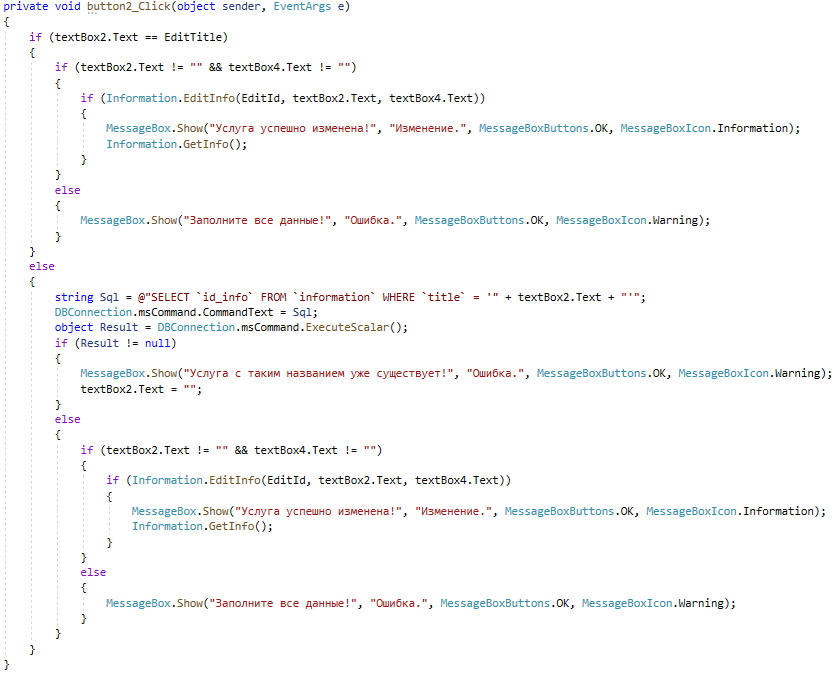 private void button2_Click(object sender, EventArgs e)
{
if (textBox2.Text == EditTitle)
{
if (textBox2.Text != "" && textBox4.Text != "")
{
if (Information.EditInfo(EditId, textBox2.Text, textBox4.Text))
{
MessageBox.Show("Услуга успешно изменена!", "Изменение.", MessageBoxButtons.OK, MessageBoxIcon.Information);
Information.GetInfo();
}
}
else
{
MessageBox.Show("Заполните все данные!", "Ошибка.", MessageBoxButtons.OK, MessageBoxIcon.Warning);
}
}
else
{
string Sql = @"SELECT `id_info` FROM `information` WHERE `title` = '" + textBox2.Text + "'";
DBConnection.msCommand.CommandText = Sql;
object Result = DBConnection.msCommand.ExecuteScalar();
if (Result != null)
{
MessageBox.Show("Услуга с таким названием уже существует!", "Ошибка.", MessageBoxButtons.OK, MessageBoxIcon.Warning);
textBox2.Text = "";
}
else
{
if (textBox2.Text != "" && textBox4.Text != "")
{
if (Information.EditInfo(EditId, textBox2.Text, textBox4.Text))
{
MessageBox.Show("Услуга успешно изменена!", "Изменение.", MessageBoxButtons.OK, MessageBoxIcon.Information);
Information.GetInfo();
}
}
else
{
MessageBox.Show("Заполните все данные!", "Ошибка.", MessageBoxButtons.OK, MessageBoxIcon.Warning);
}
}
}
}